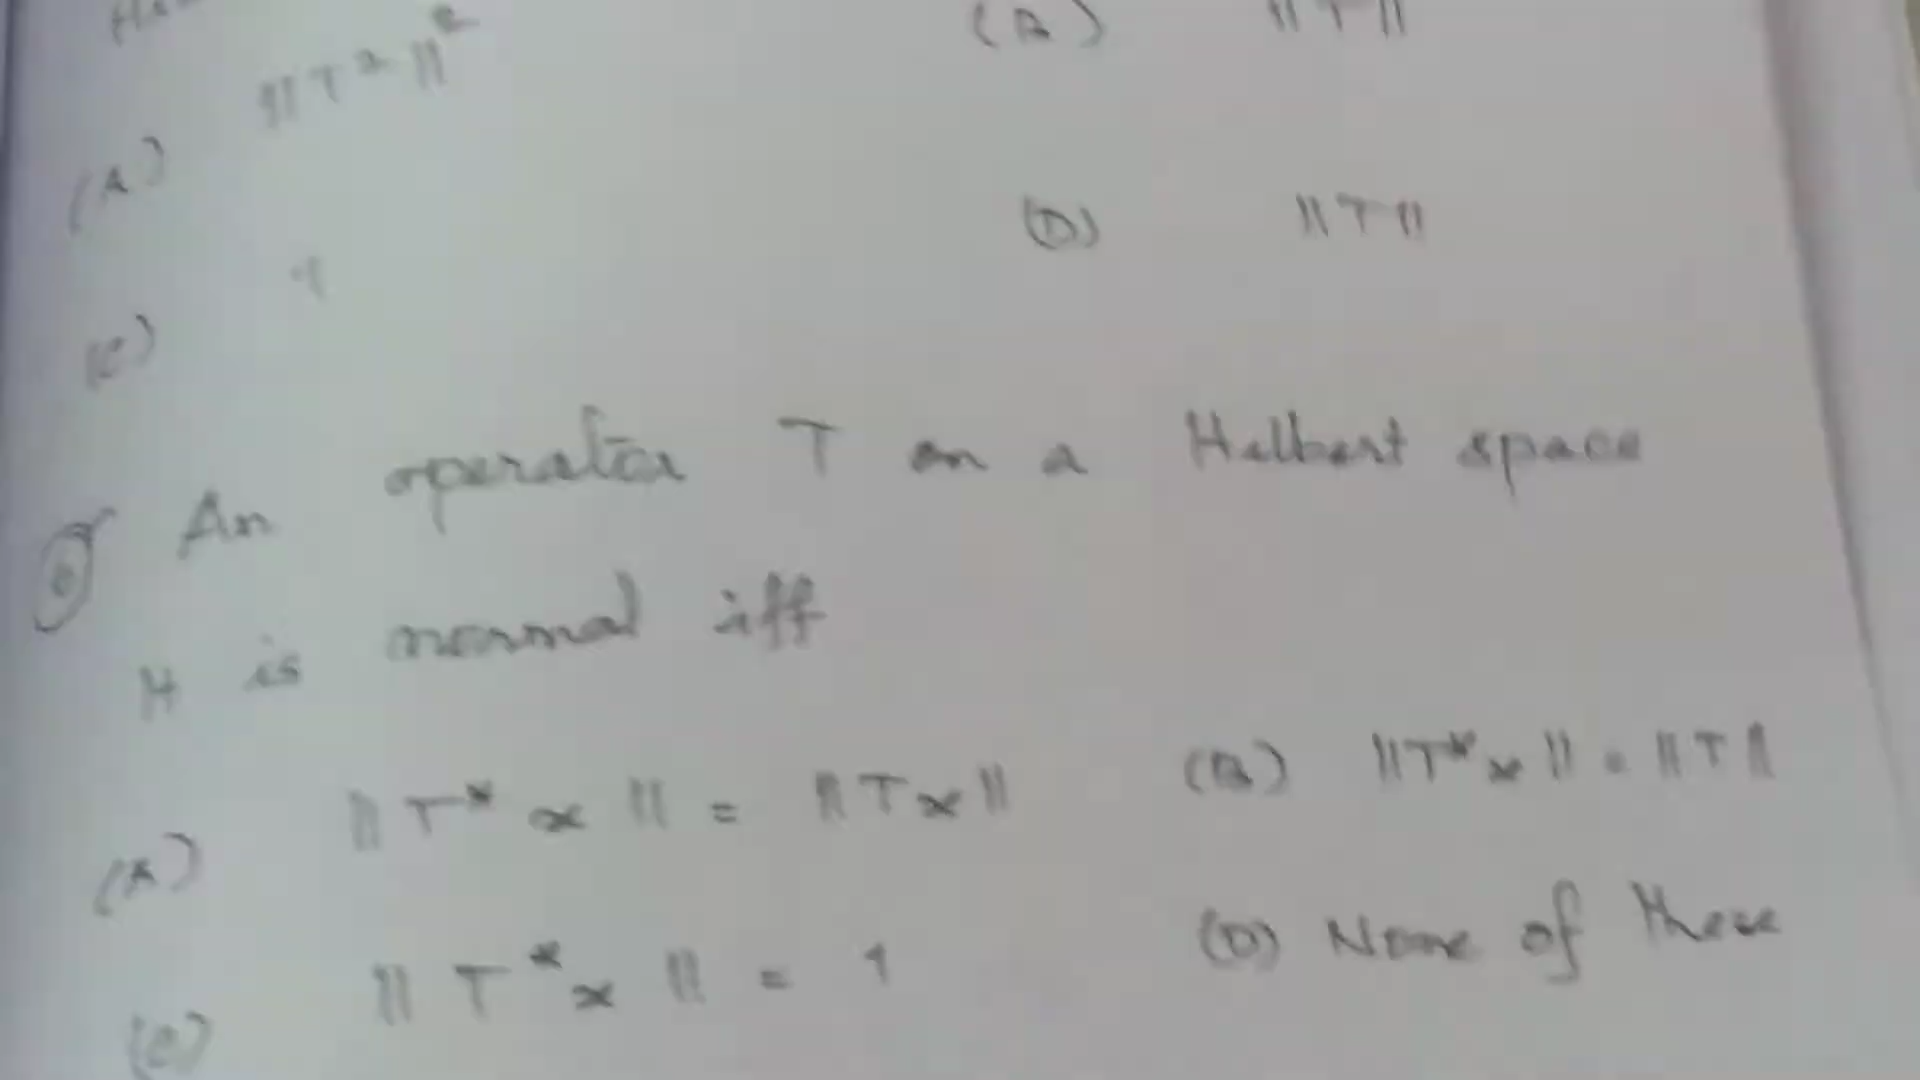 (A) ||T²||² (B) ||T||
(C) 1 (D) ||T||
An operator T on a Hilbert space
H is normal iff
(A) ||T* x|| = ||Tx|| (B) ||T* x|| = ||T||
(C) ||T* x|| = 1 (D) None of these